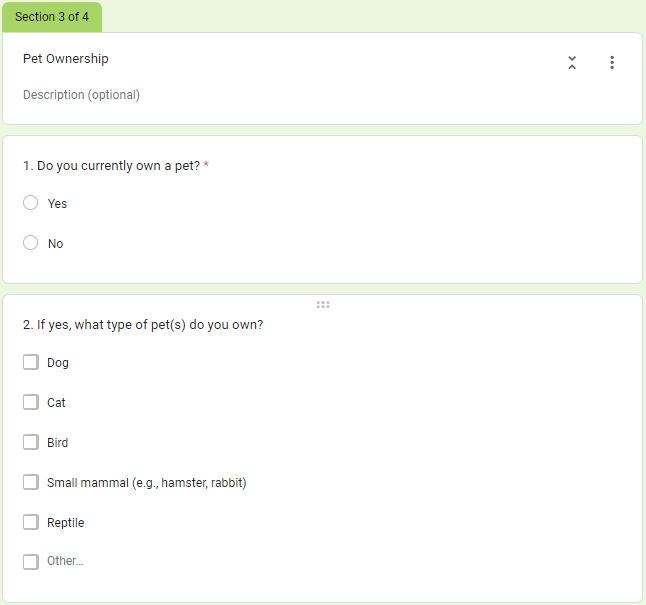 Section 3 of 4
Pet Ownership
Description (optional)
1. Do you currently own a pet? *
Yes
No
2. If yes, what type of pet(s) do you own?
Dog
Cat
Bird
Small mammal (e.g., hamster, rabbit)
Reptile
Other...